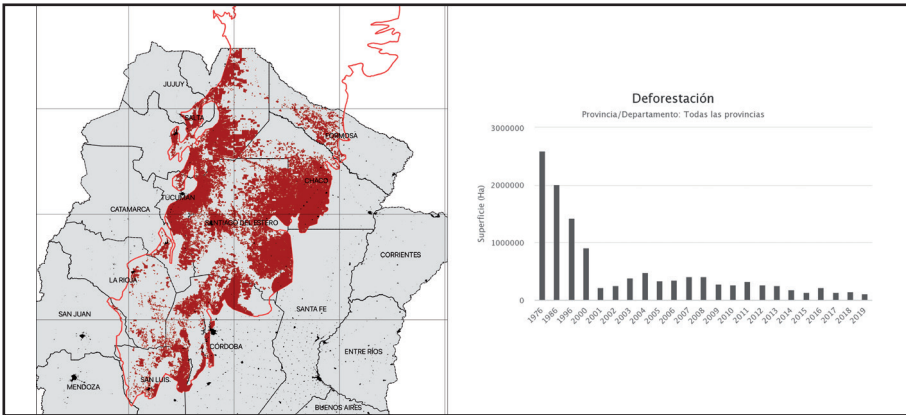 JUJUY
SALTA
FORMOSA
CHACO
TUCUMÁN
CATAMARCA
SANTIAGO DEL ESTERO
CORRIENTES
LA RIOJA
SANTA FE
SAN JUAN
CÓRDOBA
ENTRE RÍOS
SAN LUIS
MENDOZA
BUENOS AIRES
Deforestación
Provincia/Departamento: Todas las provincias
Superficie (Ha)
3000000
2000000
1000000
0
1976
1986
1996
2000
2001
2002
2003
2004
2005
2006
2007
2008
2009
2010
2011
2012
2013
2014
2015
2016
2017
2018
2019